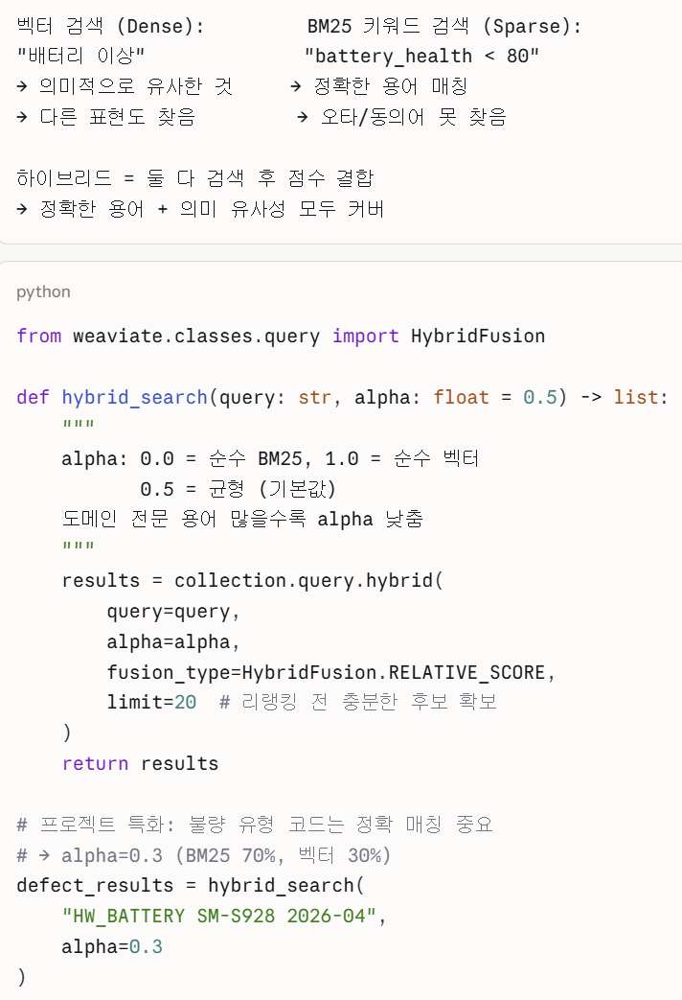 벡터 검색 (Dense):         BM25 키워드 검색 (Sparse):
"배터리 이상"              "battery_health < 80"
→ 의미적으로 유사한 것     → 정확한 용어 매칭
→ 다른 표현도 찾음         → 오타/동의어 못 찾음

하이브리드 = 둘 다 검색 후 점수 결합
→ 정확한 용어 + 의미 유사성 모두 커버

python

from weaviate.classes.query import HybridFusion

def hybrid_search(query: str, alpha: float = 0.5) -> list:
    """
    alpha: 0.0 = 순수 BM25, 1.0 = 순수 벡터
           0.5 = 균형 (기본값)
    도메인 전문 용어 많을수록 alpha 낮춤
    """
    results = collection.query.hybrid(
        query=query,
        alpha=alpha,
        fusion_type=HybridFusion.RELATIVE_SCORE,
        limit=20  # 리랭킹 전 충분한 후보 확보
    )
    return results

# 프로젝트 특화: 불량 유형 코드는 정확 매칭 중요
# → alpha=0.3 (BM25 70%, 벡터 30%)
defect_results = hybrid_search(
    "HW_BATTERY SM-S928 2026-04",
    alpha=0.3
)